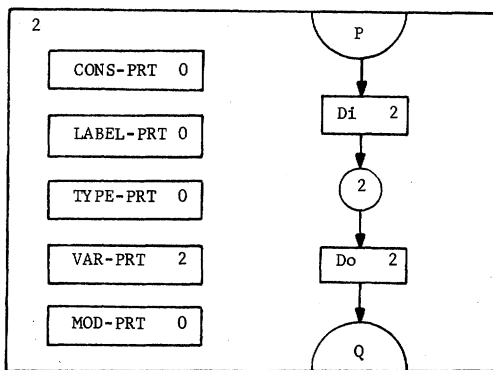 2
CONS-PRT 0
LABEL-PRT 0
TYPE-PRT 0
VAR-PRT 2
MOD-PRT 0
P
Di 2
2
Do 2
Q